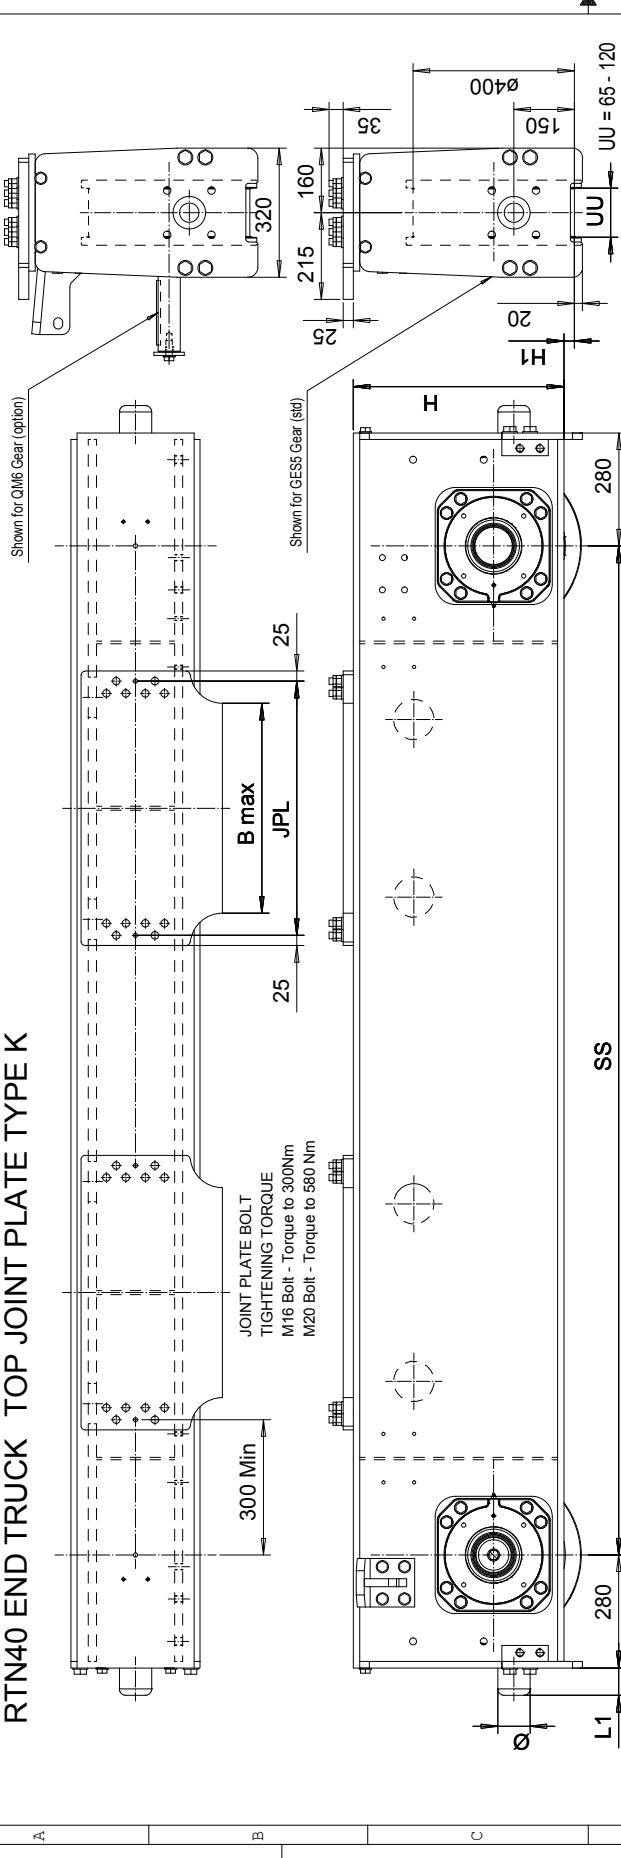 RTN40 END TRUCK TOP JOINT PLATE TYPE K
Shown for QM6 Gear (option)
Shown for GES5 Gear (std)
320
160
215
35
25
ø400
150
UU
20
UU = 65 - 120
25
B max
JPL
25
300 Min
JOINT PLATE BOLT
TIGHTENING TORQUE
M16 Bolt - Torque to 300Nm
M20 Bolt - Torque to 580 Nm
H
H1
280
SS
280
L1
Ø
A
B
C